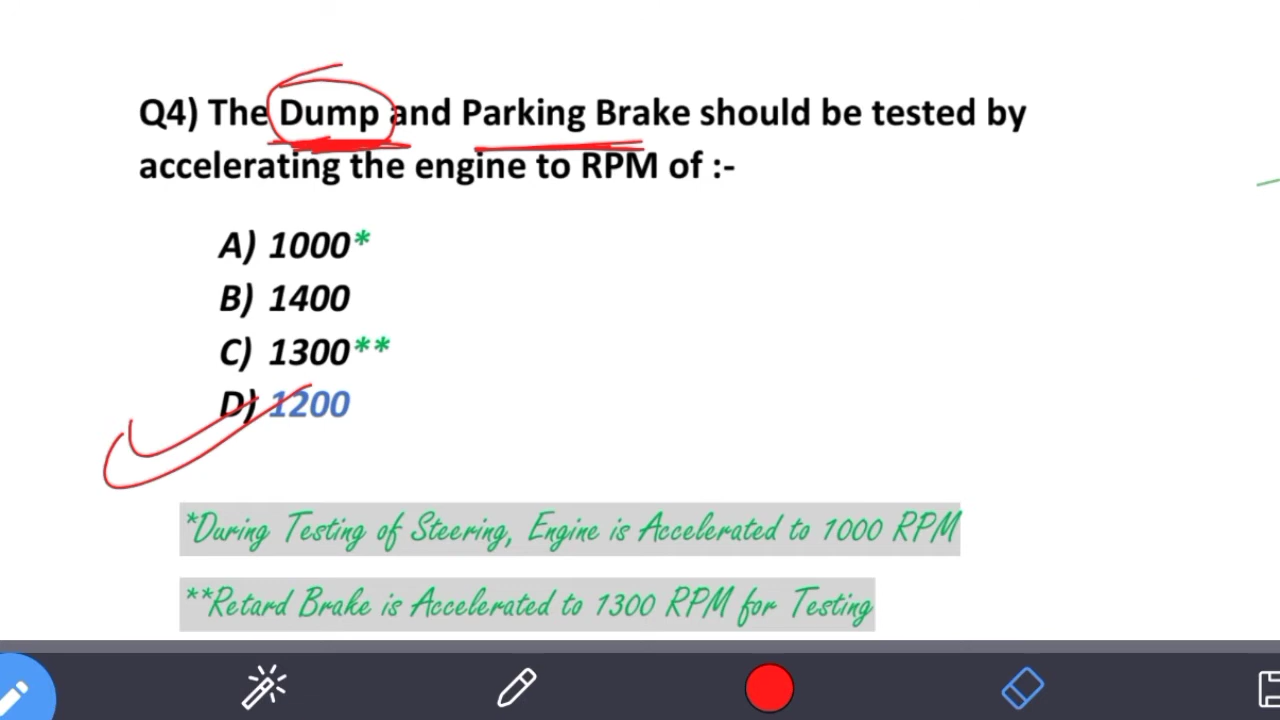 Q4) The Dump and Parking Brake should be tested by
accelerating the engine to RPM of :-
A) 1000*
B) 1400
C) 1300**
D) 1200
*During Testing of Steering, Engine is Accelerated to 1000 RPM
**Retard Brake is Accelerated to 1300 RPM for Testing